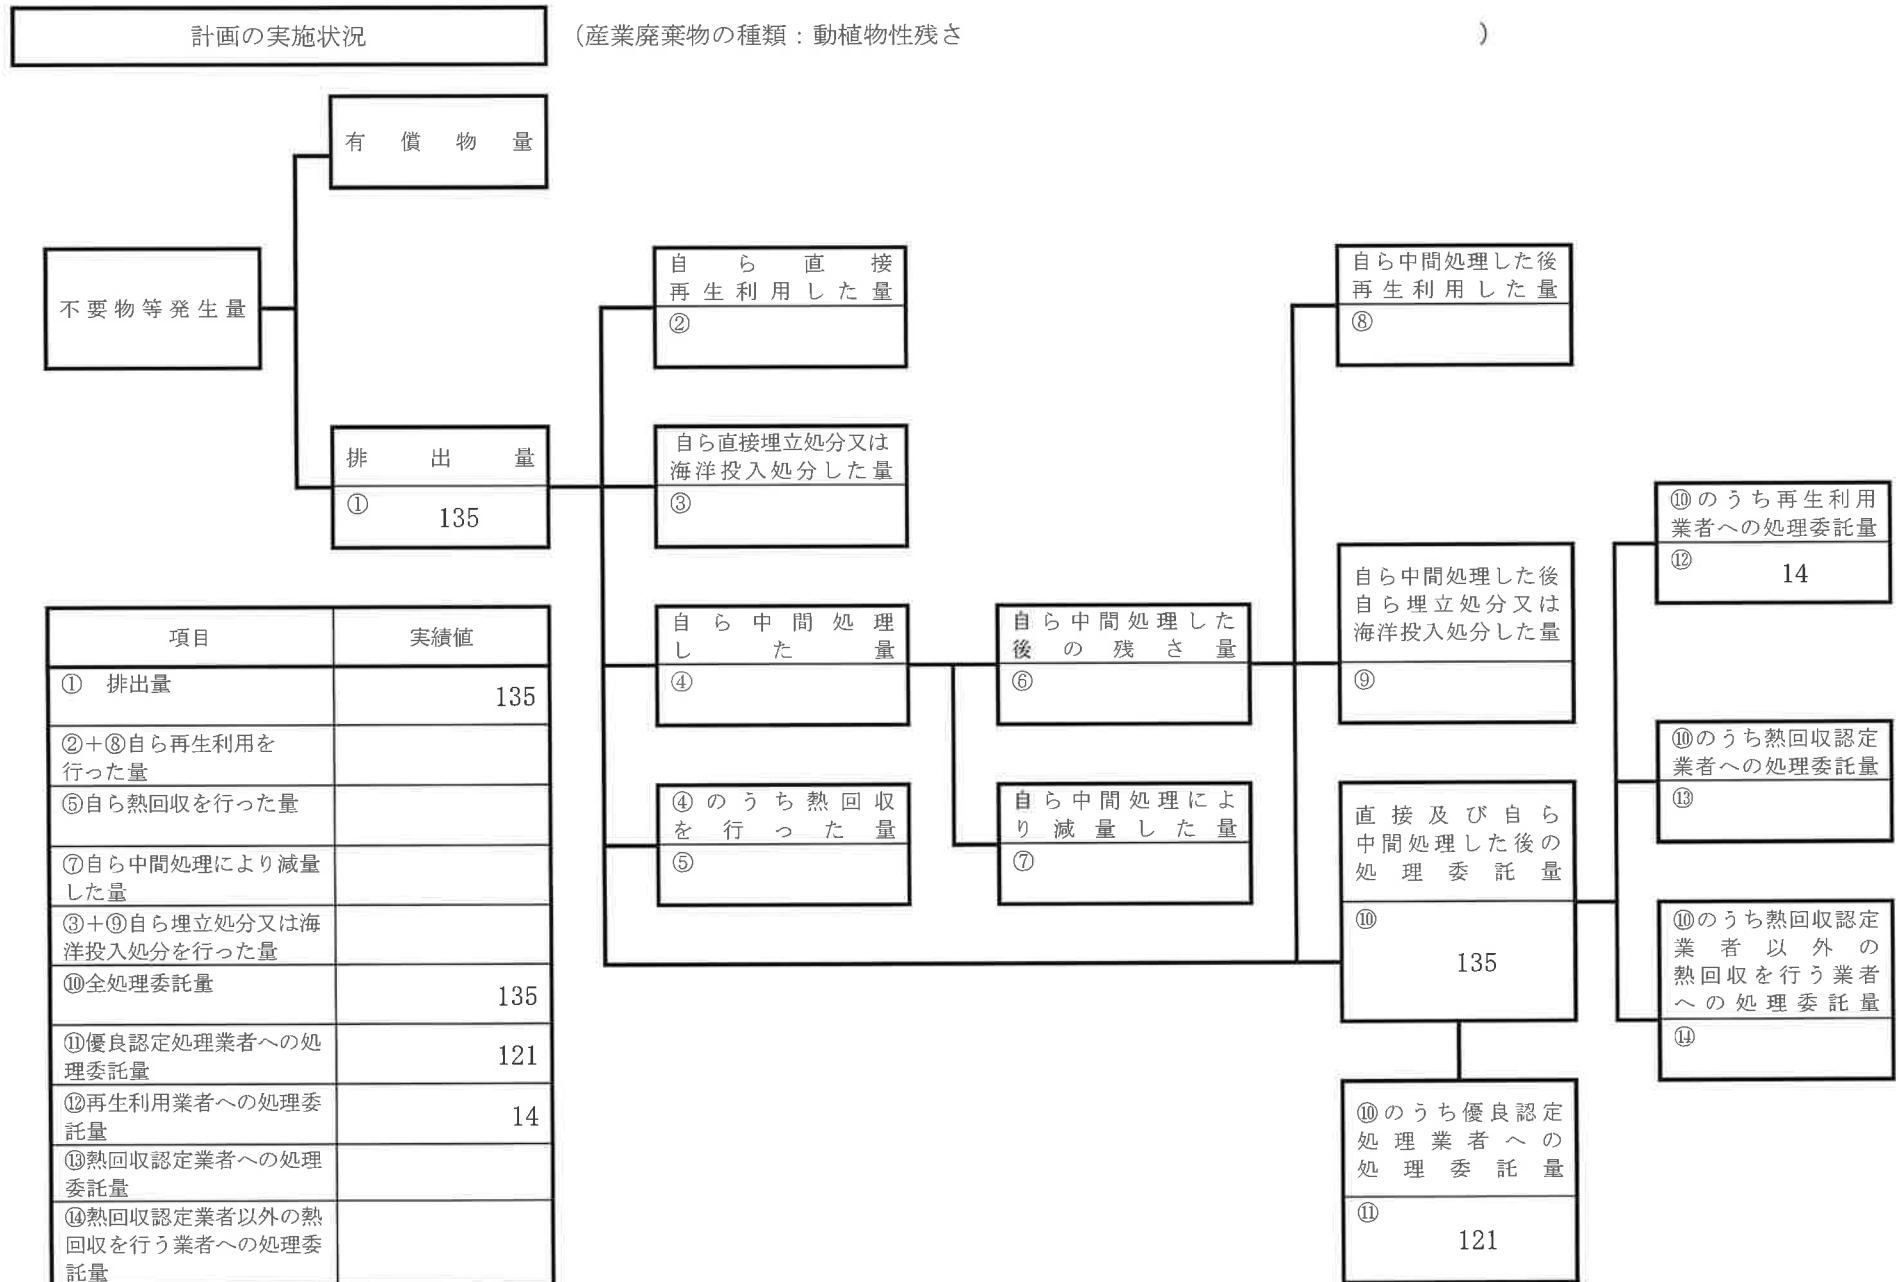 計画の実施状況
(産業廃棄物の種類：動植物性残さ )
有償物量
不要物等発生量
排出量
①
135
自ら直接
再生利用した量
②
自ら直接埋立処分又は
海洋投入処分した量
③
自ら中間処理
した量
④
④のうち熱回収
を行った量
⑤
自ら中間処理した
後の残さ量
⑥
自ら中間処理によ
り減量した量
⑦
自ら中間処理した後
再生利用した量
⑧
自ら中間処理した後
自ら埋立処分又は
海洋投入処分した量
⑨
直接及び自ら
中間処理した後の
処理委託量
⑩
135
⑩のうち優良認定
処理業者への
処理委託量
⑪
121
⑩のうち再生利用
業者への処理委託量
⑫
14
⑩のうち熱回収認定
業者への処理委託量
⑬
⑩のうち熱回収認定
業者以外の
熱回収を行う業者
への処理委託量
⑭
項目 実績値
① 排出量 135
②＋⑧自ら再生利用を
行った量
⑤自ら熱回収を行った量
⑦自ら中間処理により減量
した量
③＋⑨自ら埋立処分又は海
洋投入処分を行った量
⑩全処理委託量 135
⑪優良認定処理業者への処
理委託量 121
⑫再生利用業者への処理委
託量 14
⑬熱回収認定業者への処理
委託量
⑭熱回収認定業者以外の熱
回収を行う業者への処理委
託量